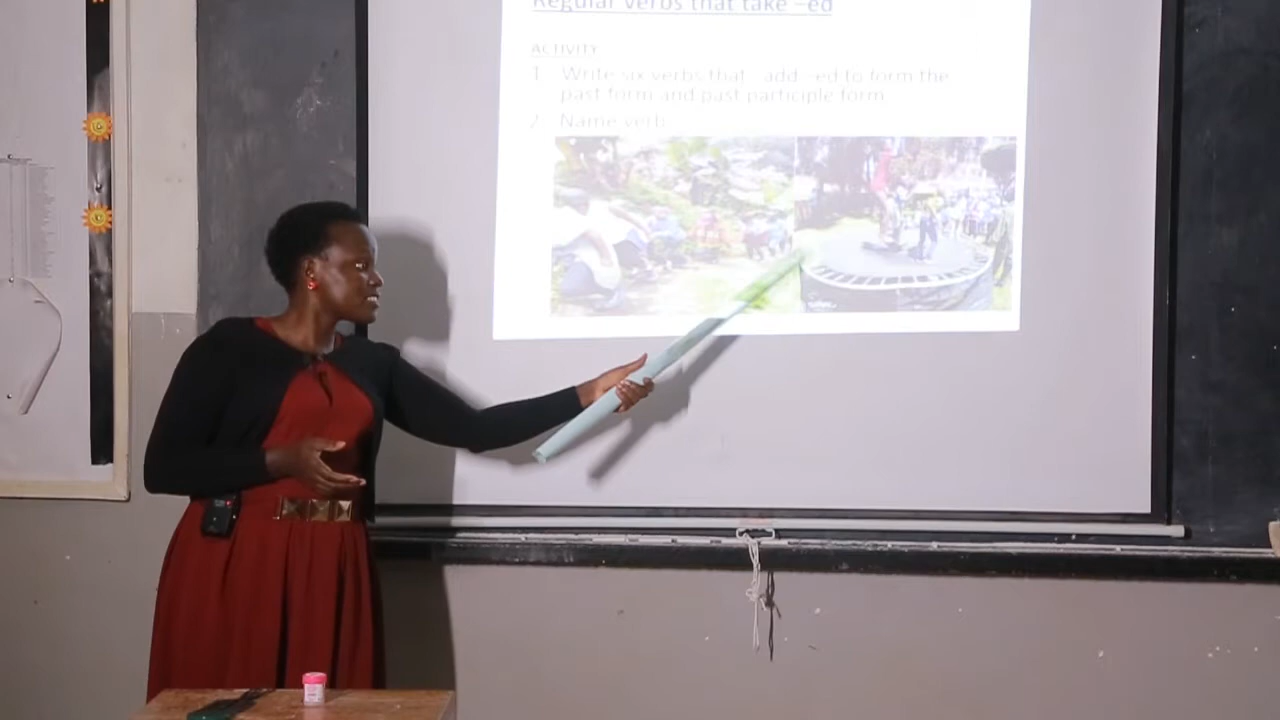 Regular verbs that take –ed
ACTIVITY
1. Write six verbs that add –ed to form the
past form and past participle form
2. Name verb